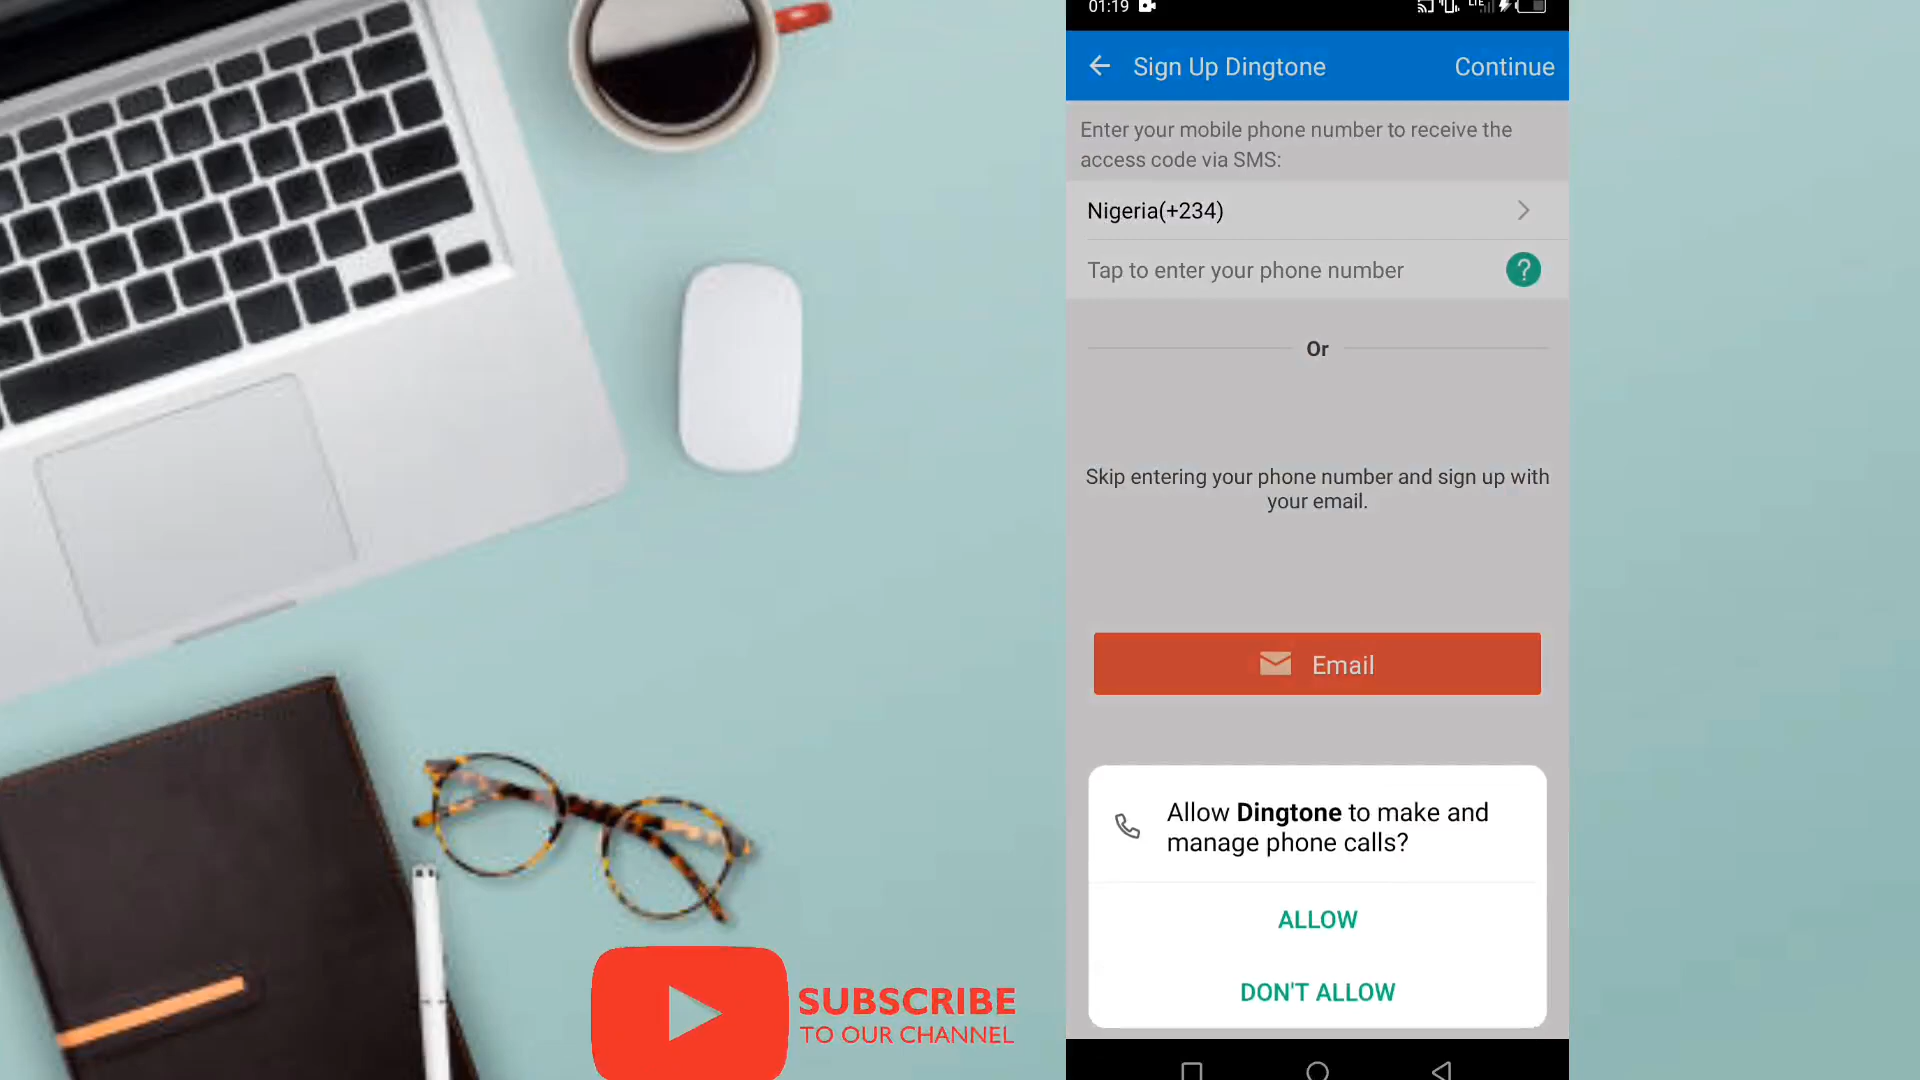 01:19
LTE
Sign Up Dingtone
Continue
Enter your mobile phone number to receive the
access code via SMS:
Nigeria(+234)
Tap to enter your phone number
?
Or
Skip entering your phone number and sign up with
your email.
Email
Allow Dingtone to make and
manage phone calls?
ALLOW
DON'T ALLOW
SUBSCRIBE
TO OUR CHANNEL